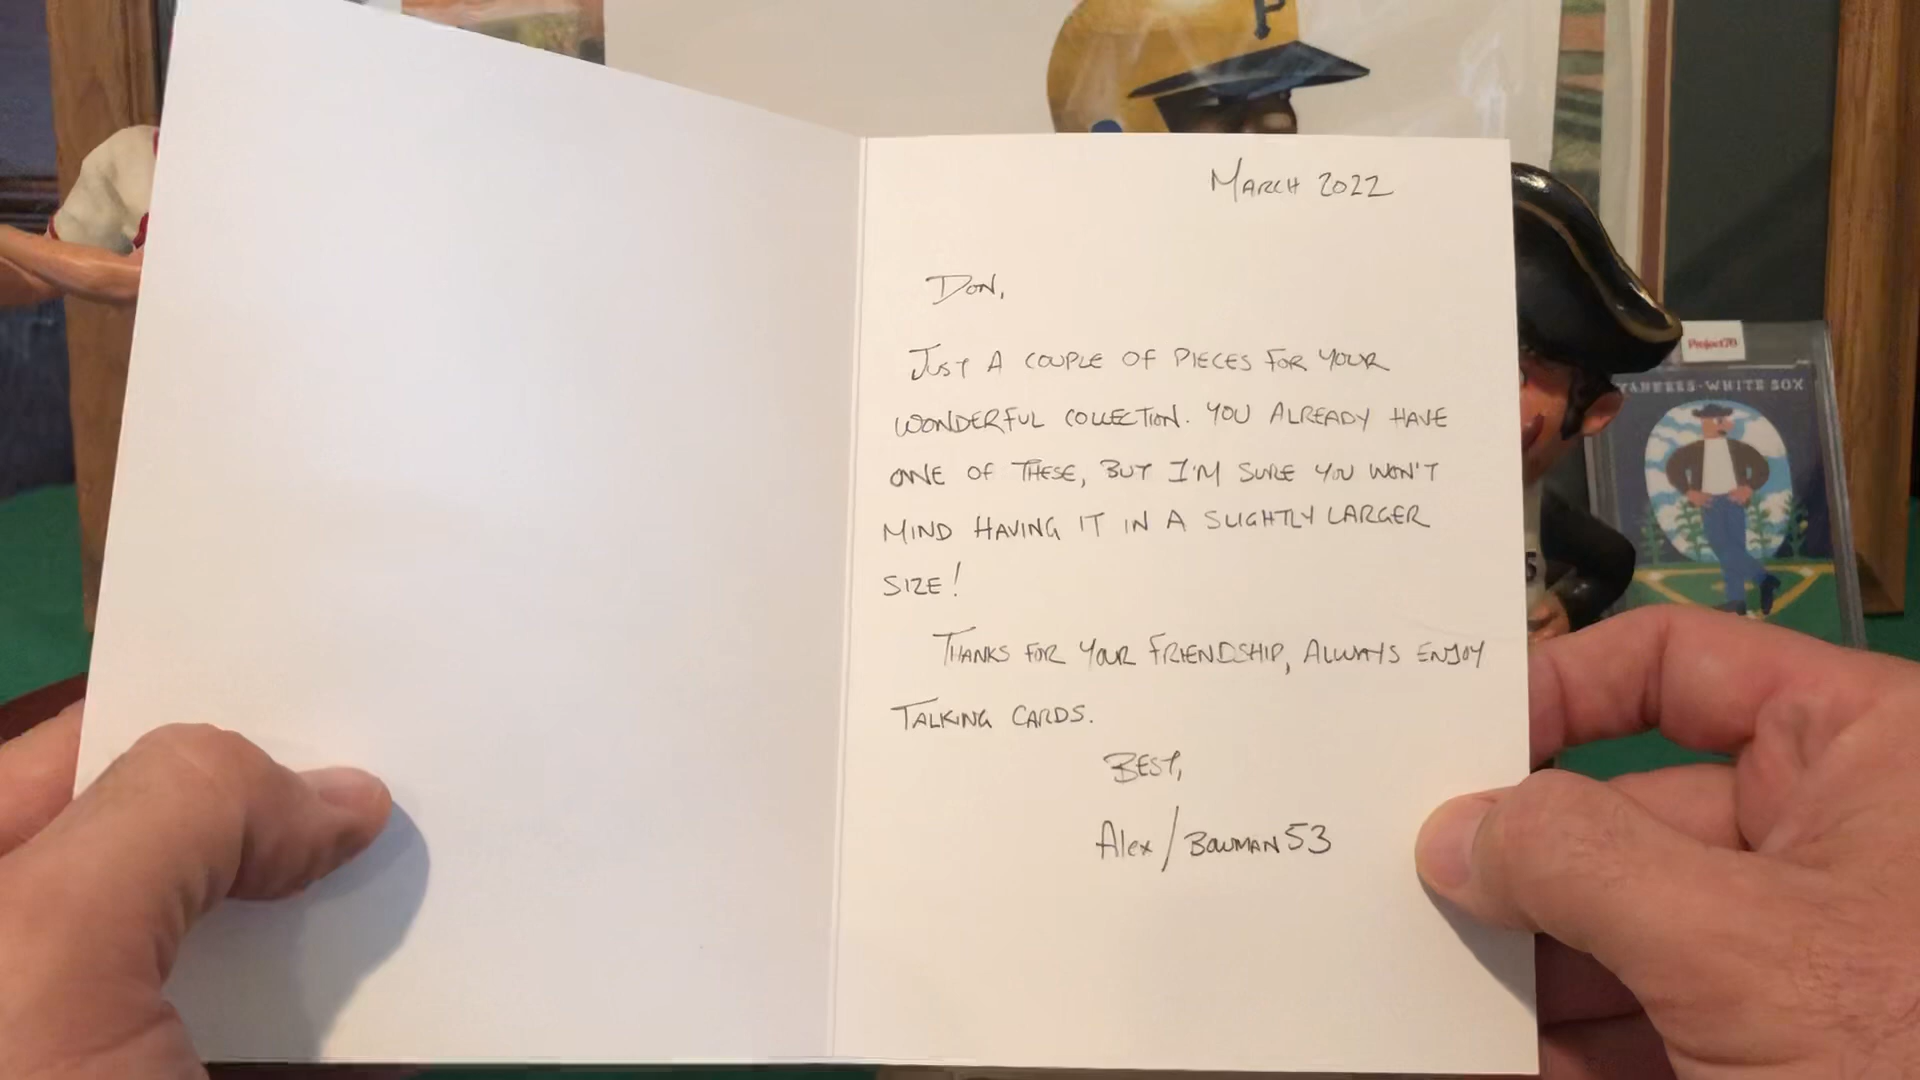 P
March 2022
Don,
Just a couple of pieces for your
wonderful collection. You already have
one of these, but I'm sure you won't
mind having it in a slightly larger
size!
Thanks for your friendship, always enjoy
talking cards.
Best,
Alex/Bowman53
Project70
YANKEES·WHITE SOX
5